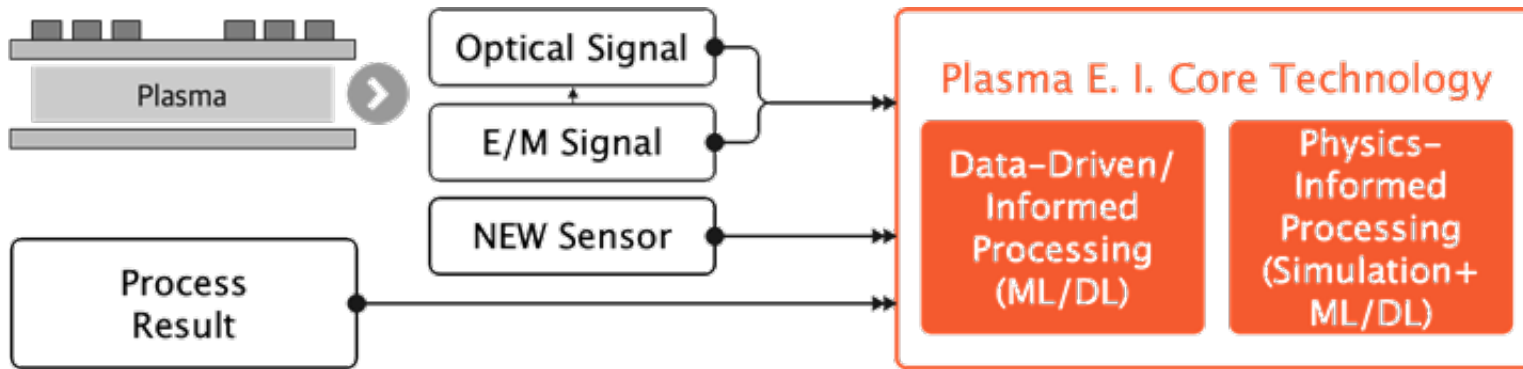 Plasma
Optical Signal
E/M Signal
NEW Sensor
Process
Result
Plasma E. I. Core Technology
Data-Driven/
Informed
Processing
(ML/DL)
Physics-
Informed
Processing
(Simulation+
ML/DL)